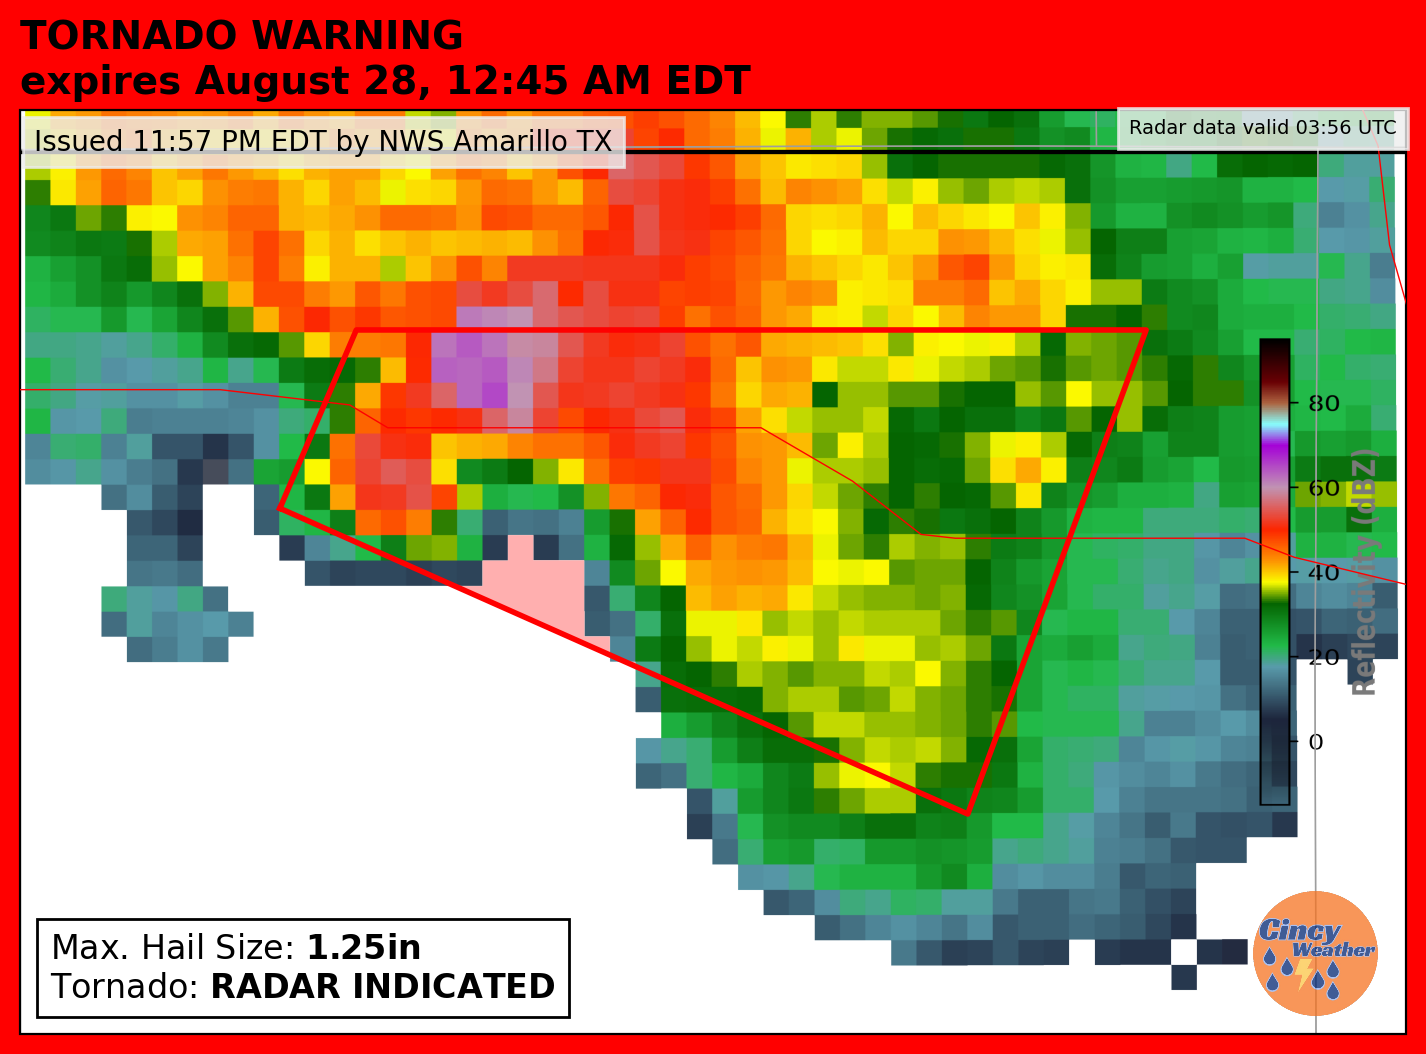 TORNADO WARNING
expires August 28, 12:45 AM EDT
Issued 11:57 PM EDT by NWS Amarillo TX
Radar data valid 03:56 UTC
80
60
40
20
0
Reflectivity (dBZ)
Max. Hail Size: 1.25in
Tornado: RADAR INDICATED
Cincy
Weather